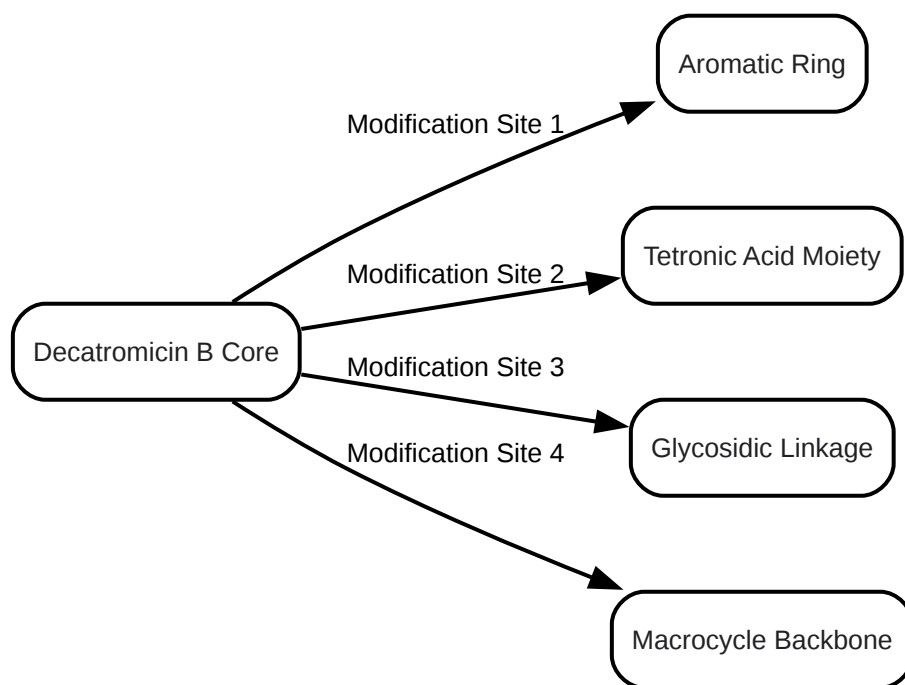 Aromatic Ring
Modification Site 1
Tetronic Acid Moiety
Modification Site 2
Decatromicin B Core
Modification Site 3
Glycosidic Linkage
Modification Site 4
Macrocycle Backbone